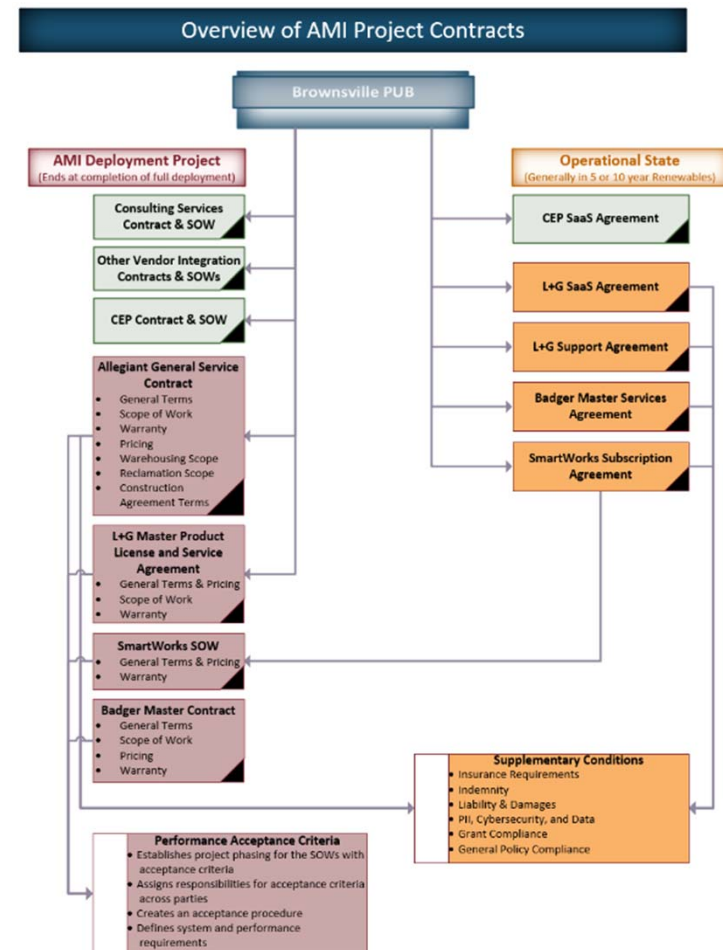 Overview of AMI Project Contracts
Brownsville PUB
AMI Deployment Project
(Ends at completion of full deployment)
Consulting Services
Contract & SOW
Other Vendor Integration
Contracts & SOWs
CEP Contract & SOW
Allegiant General Service
Contract
• General Terms
• Scope of Work
• Warranty
• Pricing
• Warehousing Scope
• Reclamation Scope
• Construction
Agreement Terms
L+G Master Product
License and Service
Agreement
• General Terms & Pricing
• Scope of Work
• Warranty
SmartWorks SOW
• General Terms & Pricing
• Warranty
Badger Master Contract
• General Terms
• Scope of Work
• Pricing
• Warranty
Performance Acceptance Criteria
• Establishes project phasing for the SOWs with
acceptance criteria
• Assigns responsibilities for acceptance criteria
across parties
• Creates an acceptance procedure
• Defines system and performance
requirements
Operational State
(Generally in 5 or 10 year Renewables)
CEP SaaS Agreement
L+G SaaS Agreement
L+G Support Agreement
Badger Master Services
Agreement
SmartWorks Subscription
Agreement
Supplementary Conditions
• Insurance Requirements
• Indemnity
• Liability & Damages
• PII, Cybersecurity, and Data
• Grant Compliance
• General Policy Compliance